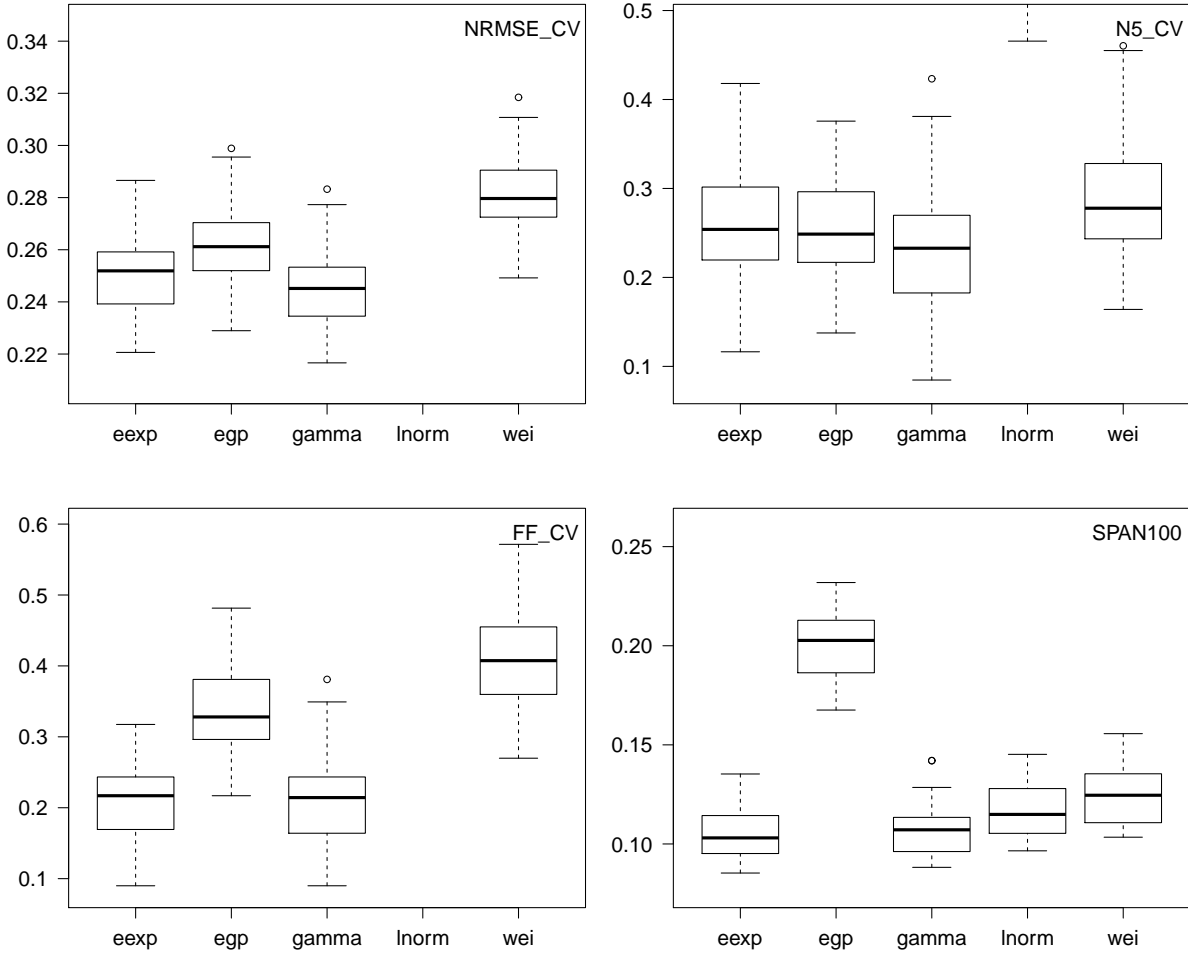 NRMSE_CV
0.34
0.32
0.30
0.28
0.26
0.24
0.22
eexp egp gamma lnorm wei
N5_CV
0.5
0.4
0.3
0.2
0.1
eexp egp gamma lnorm wei
FF_CV
0.6
0.5
0.4
0.3
0.2
0.1
eexp egp gamma lnorm wei
SPAN100
0.25
0.20
0.15
0.10
eexp egp gamma lnorm wei